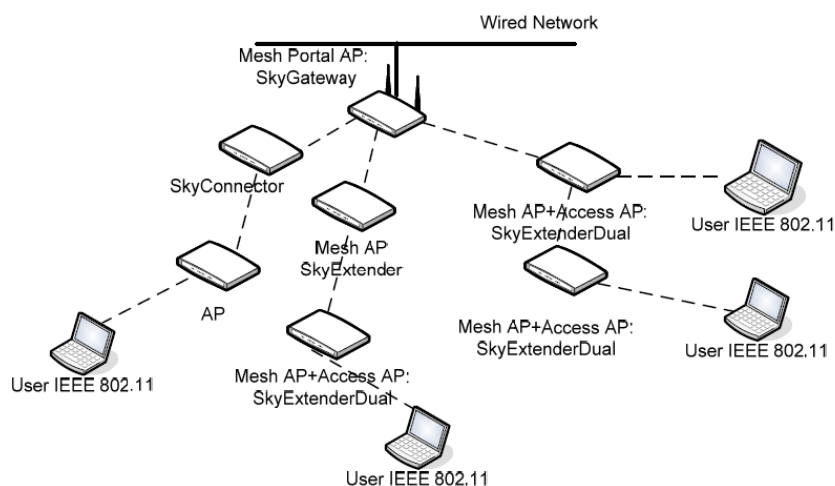 Wired Network
Mesh Portal AP:
SkyGateway
SkyConnector
Mesh AP+Access AP:
SkyExtenderDual
User IEEE 802.11
Mesh AP
SkyExtender
AP
Mesh AP+Access AP:
SkyExtenderDual
User IEEE 802.11
User IEEE 802.11
Mesh AP+Access AP:
SkyExtenderDual
User IEEE 802.11